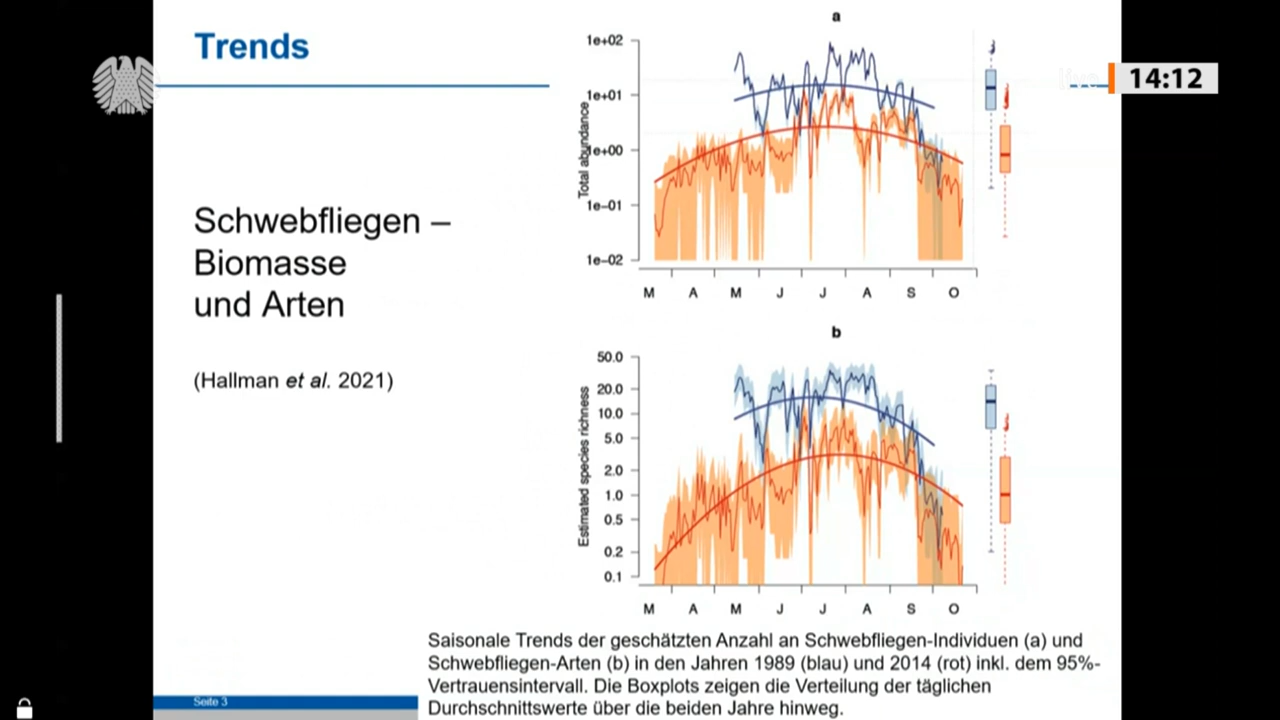 Trends
live
14:12
Schwebfliegen –
Biomasse
und Arten
(Hallman et al. 2021)
a
Total abundance
1e+02
1e+01
1e+00
1e–01
1e–02
M A M J J A S O
b
Estimated species richness
50.0
20.0
10.0
5.0
2.0
1.0
0.5
0.2
0.1
M A M J J A S O
Saisonale Trends der geschätzten Anzahl an Schwebfliegen-Individuen (a) und
Schwebfliegen-Arten (b) in den Jahren 1989 (blau) und 2014 (rot) inkl. dem 95%-
Vertrauensintervall. Die Boxplots zeigen die Verteilung der täglichen
Durchschnittswerte über die beiden Jahre hinweg.
Seite 3